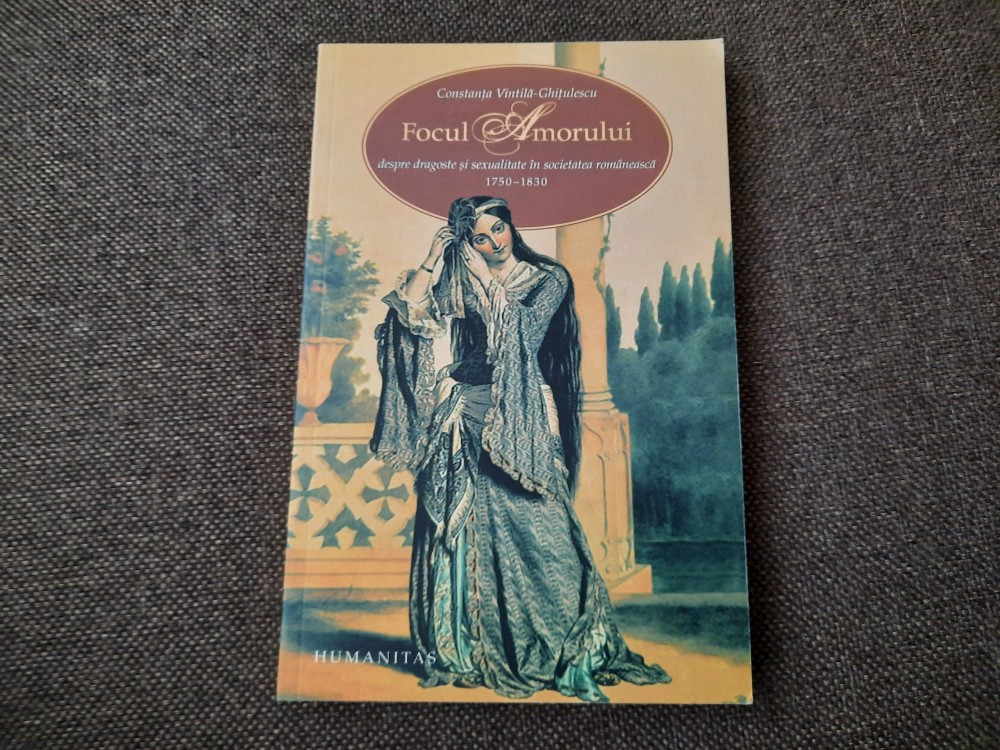 Constanța Vintilă-Ghițulescu
Focul Amorului
despre dragoste și sexualitate în societatea românească
1750–1830
HUMANITAS